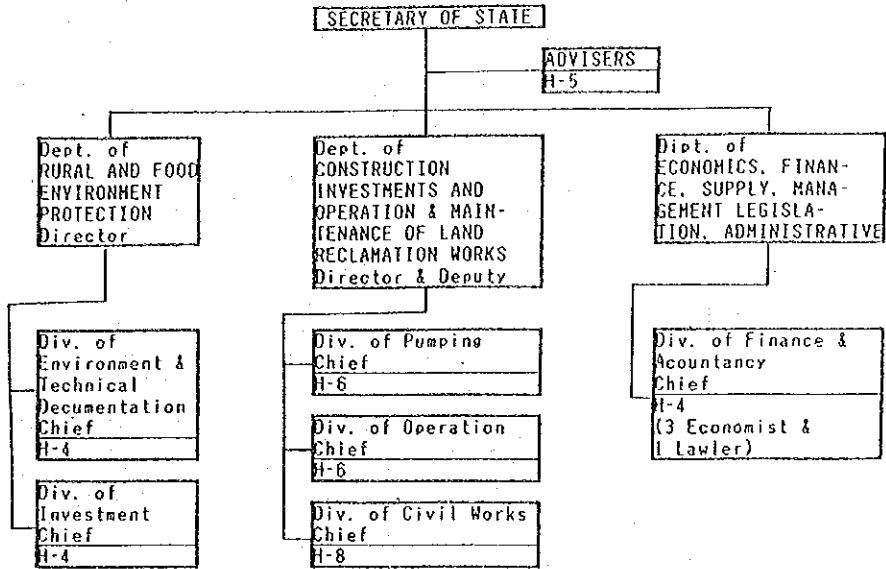 SECRETARY OF STATE
ADVISERS
H-5
Dept. of
RURAL AND FOOD
ENVIRONMENT
PROTECTION
Director
Dept. of
CONSTRUCTION
INVESTMENTS AND
OPERATION & MAIN-
TENANCE OF LAND
RECLAMATION WORKS
Director & Deputy
Dipt. of
ECONOMICS, FINAN-
CE, SUPPLY, MANA-
GEMENT LEGISLA-
TION, ADMINISTRATIVE
Div. of
Environment &
Technical
Decumentation
Chief
H-4
Div. of
Investment
Chief
H-4
Div. of Pumping
Chief
H-6
Div. of Operation
Chief
H-6
Div. of Civil Works
Chief
H-8
Div. of Finance &
Acountancy
Chief
H-4
(3 Economist &
1 Lawler)